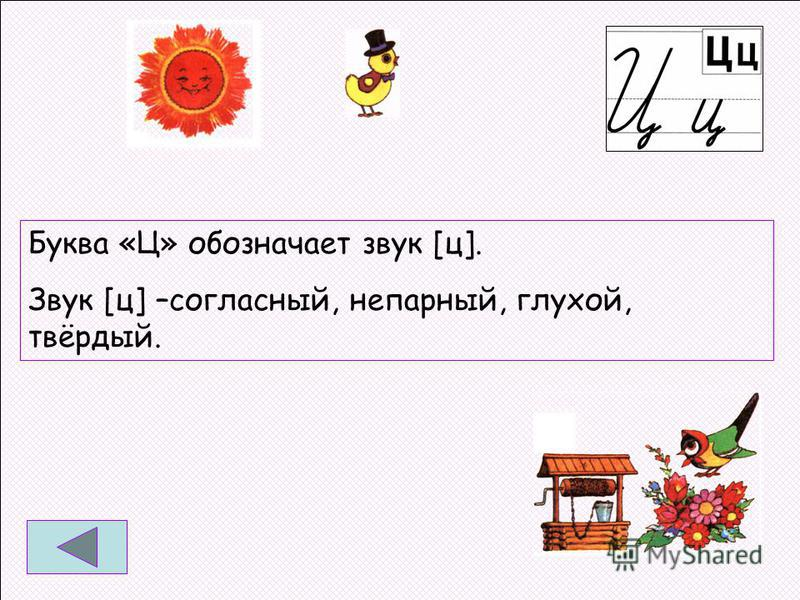 Цц
Ц ц
Буква «Ц» обозначает звук [ц].
Звук [ц] –согласный, непарный, глухой,
твёрдый.
MyShared